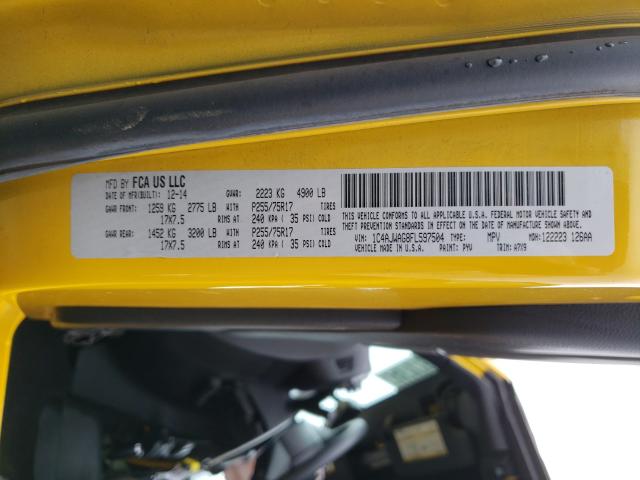 MFD BY FCA US LLC
DATE OF MFR(BUILT): 12-14 GVWR: 2223 KG 4900 LB
GAWR FRONT: 1259 KG 2775 LB WITH P255/75R17 TIRES
17X7.5 RIMS AT 240 KPA ( 35 PSI) COLD
GAWR REAR: 1452 KG 3200 LB WITH P255/75R17 TIRES
17X7.5 RIMS AT 240 KPA ( 35 PSI) COLD
THIS VEHICLE CONFORMS TO ALL APPLICABLE U.S.A. FEDERAL MOTOR VEHICLE SAFETY AND
THEFT PREVENTION STANDARDS IN EFFECT ON THE DATE OF MANUFACTURE SHOWN ABOVE.
VIN: 1C4AJWAG8FL597504 TYPE: MPV MDH: 122223 126AA
VEHICLE MADE IN U.S.A. PAINT: PYV TRIM: A7X9